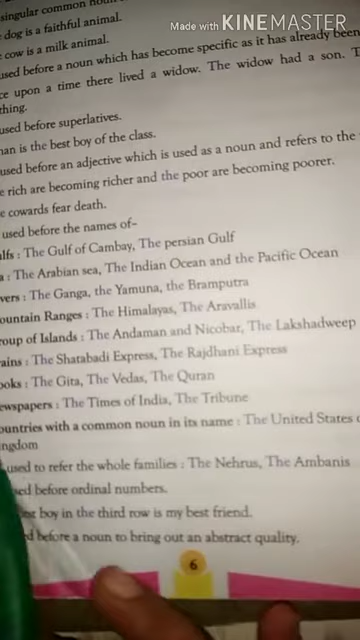 Made with KINEMASTER
singular common noun
dog is a faithful animal.
cow is a milk animal.
used before a noun which has become specific as it has already been
ce upon a time there lived a widow. The widow had a son. T
thing.
used before superlatives.
nan is the best boy of the class.
used before an adjective which is used as a noun and refers to the
e rich are becoming richer and the poor are becoming poorer.
e cowards fear death.
used before the names of–
lfs : The Gulf of Cambay, The persian Gulf
a : The Arabian sea, The Indian Ocean and the Pacific Ocean
vers : The Ganga, the Yamuna, the Bramputra
ountain Ranges : The Himalayas, The Aravallis
roup of Islands : The Andaman and Nicobar, The Lakshadweep
ains : The Shatabadi Express, The Rajdhani Express
ooks : The Gita, The Vedas, The Quran
ewspapers : The Times of India, The Tribune
ountries with a common noun in its name : The United States o
ngdom
used to refer the whole families : The Nehrus, The Ambanis
sed before ordinal numbers.
boy in the third row is my best friend.
d before a noun to bring out an abstract quality.
6